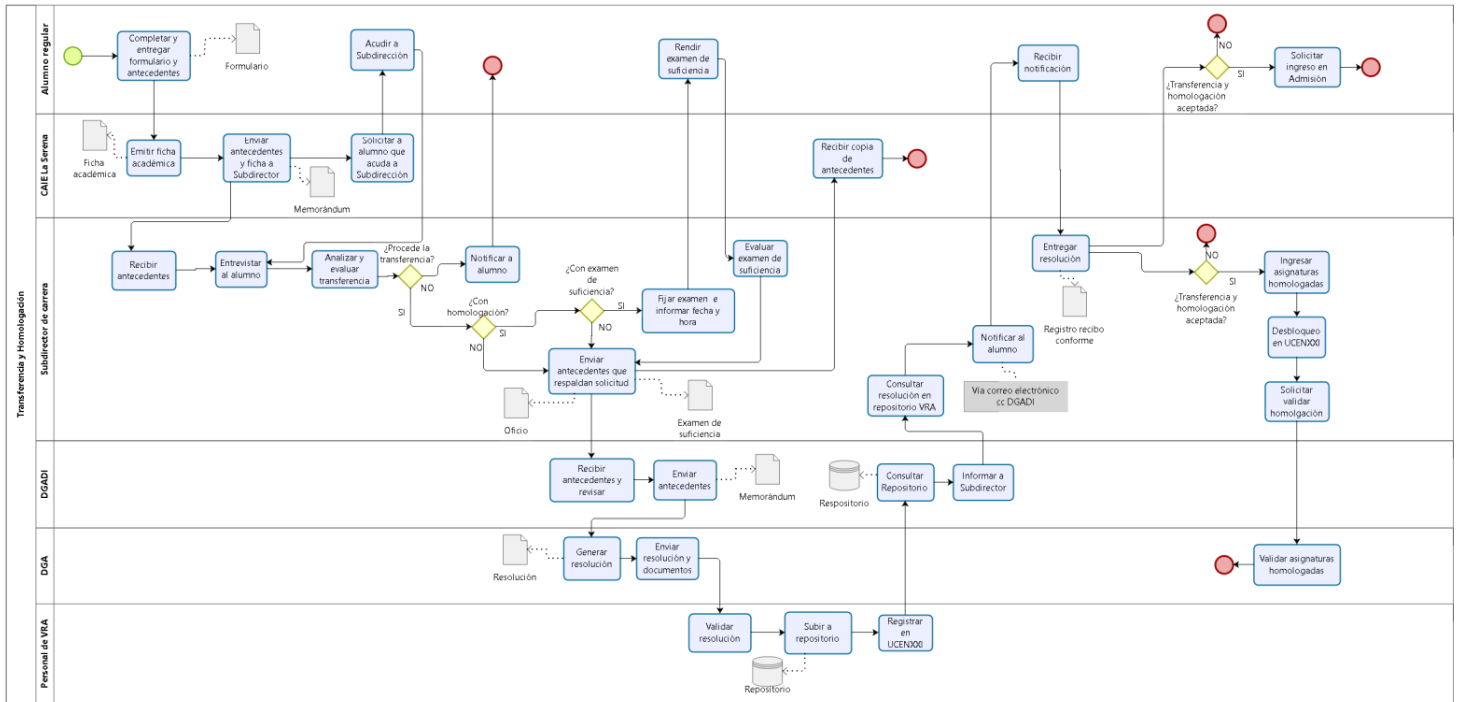 Transferencia y Homologación
Alumno regular
Completar y
entregar
formulario y
antecedentes
Formulario
Acudir a
Subdirección
Rendir
examen de
suficiencia
Recibir
notificación
NO
SI
¿Transferencia y
homologación
aceptada?
Solicitar
ingreso en
Admisión
CAIE La Serena
Ficha
académica
Emitir ficha
académica
Enviar
antecedentes
y ficha a
Subdirector
Memorándum
Solicitar a
alumno que
acuda a
Subdirección
Recibir copia
de
antecedentes
Subdirector de carrera
Recibir
antecedentes
Entrevistar
al alumno
Analizar y
evaluar
transferencia
¿Procede la
transferencia?
NO
SI
Notificar a
alumno
¿Con
homologación?
SI
NO
¿Con examen
de
suficiencia?
SI
NO
Fijar examen e
informar fecha y
hora
Evaluar
examen de
suficiencia
Enviar
antecedentes que
respaldan solicitud
Oficio
Examen de
suficiencia
Consultar
resolución en
repositorio VRA
Notificar al
alumno
Vía correo electrónico
cc DGADI
Entregar
resolución
Registro recibo
conforme
NO
SI
¿Transferencia y
homologación
aceptada?
Ingresar
asignaturas
homologadas
Desbloqueo
en UCENXXI
Solicitar
validar
homolgación
DGADI
Recibir
antecedentes y
revisar
Enviar
antecedentes
Memorándum
Respositorio
Consultar
Repositorio
Informar a
Subdirector
DGA
Resolución
Generar
resolución
Enviar
resolución y
documentos
Validar asignaturas
homologadas
Personal de VRA
Validar
resolución
Subir a
repositorio
Repositorio
Registrar
en
UCENXXI